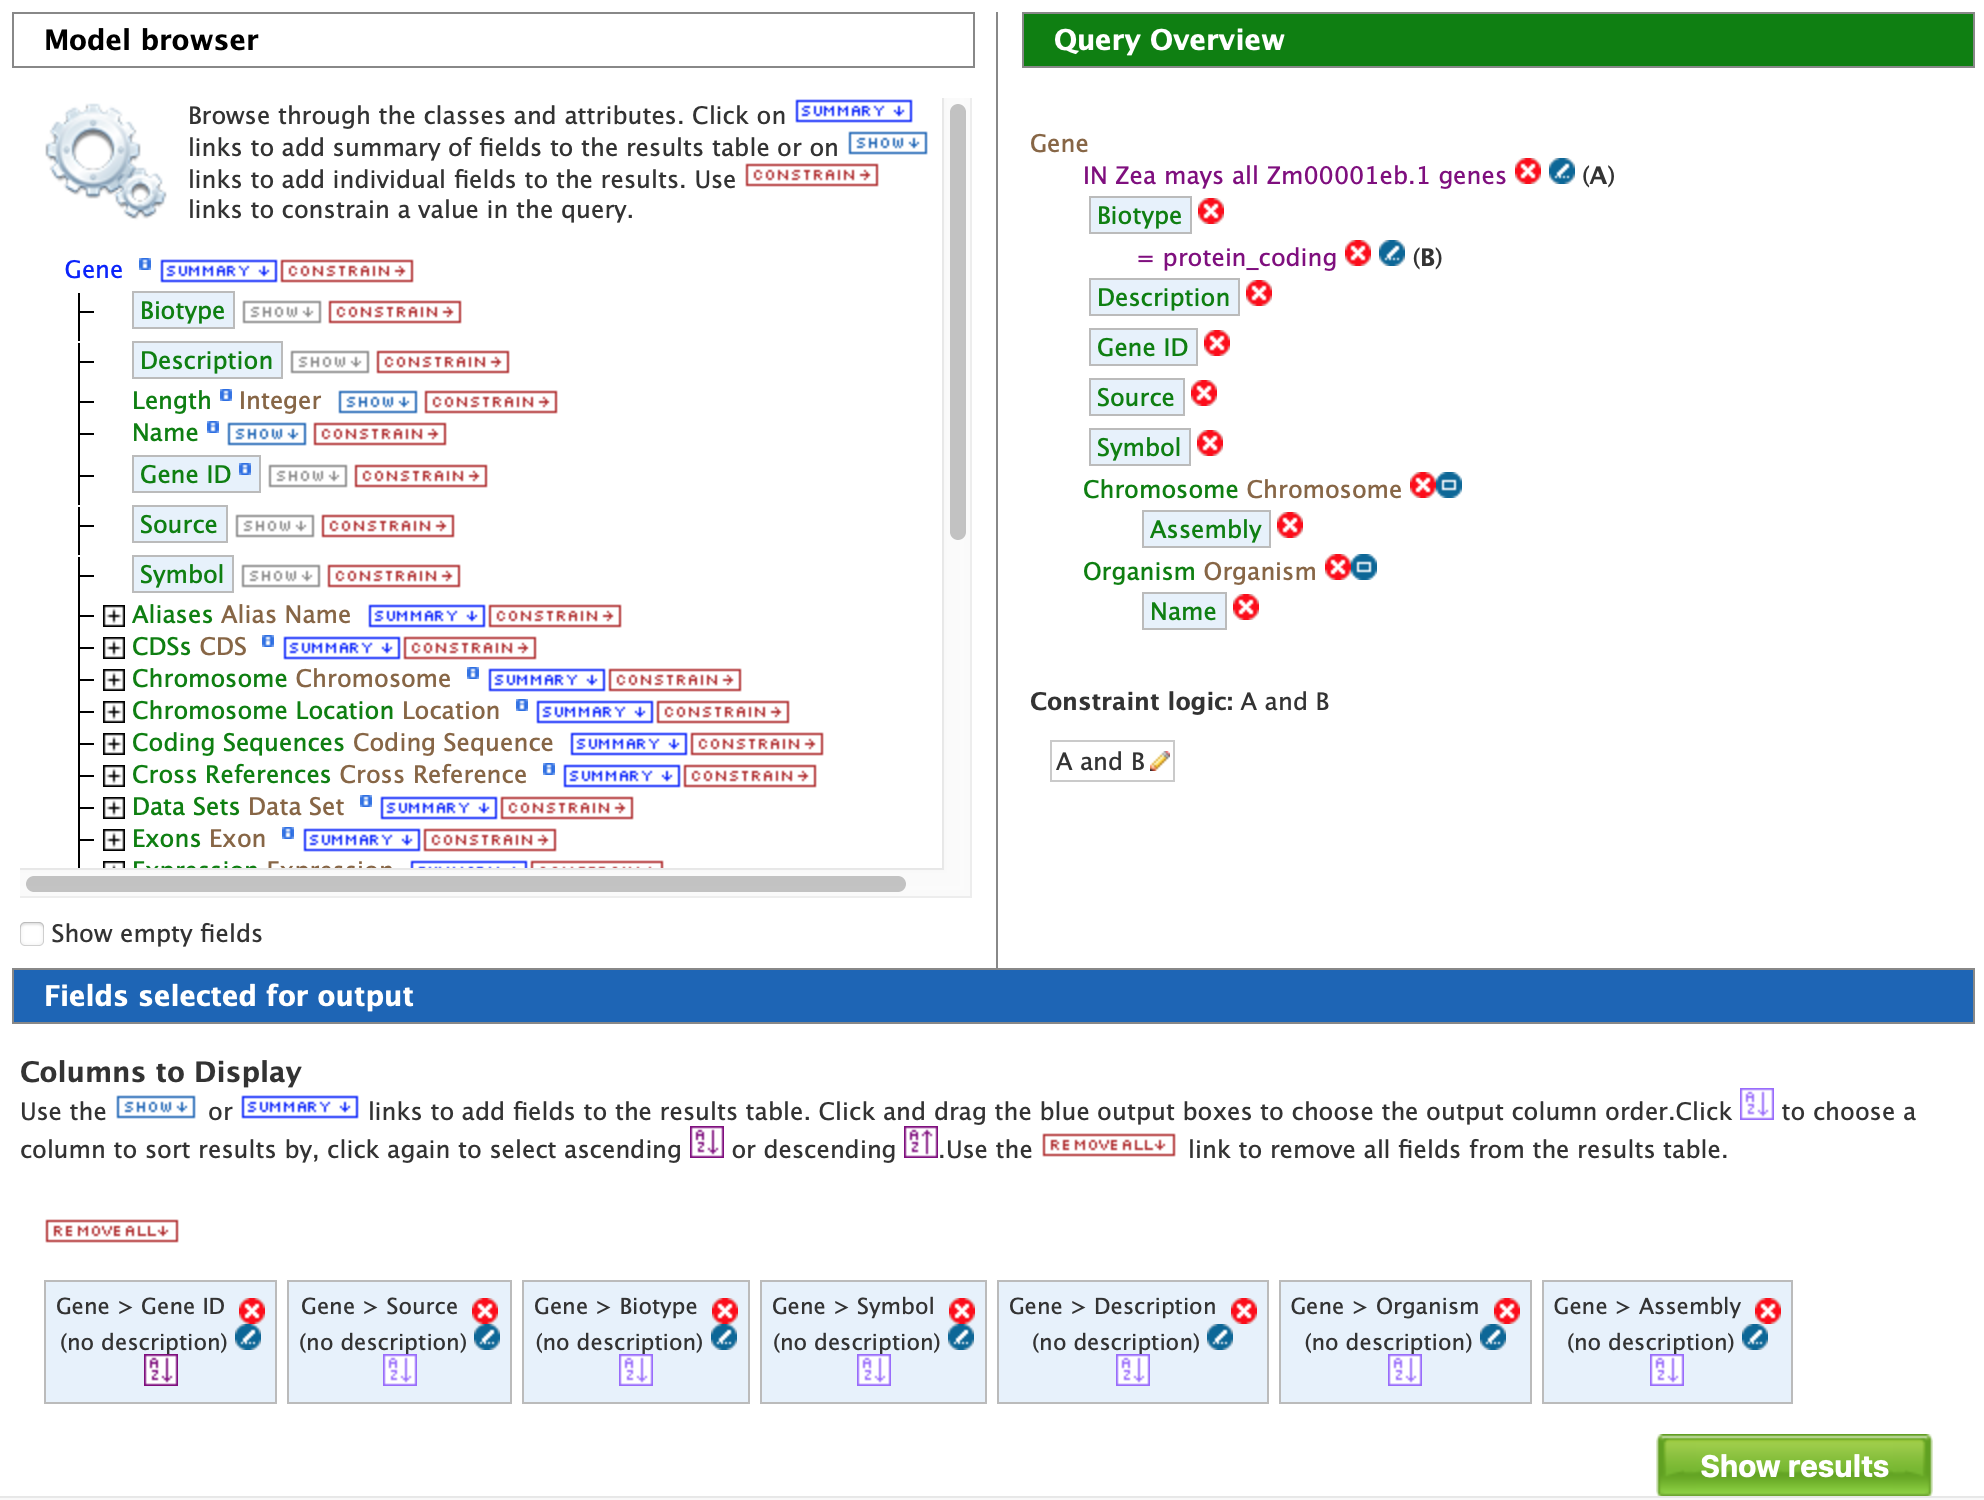 Model browser
Browse through the classes and attributes. Click on SUMMARY
links to add summary of fields to the results table or on SHOW
links to add individual fields to the results. Use CONSTRAIN
links to constrain a value in the query.
Gene SUMMARY CONSTRAIN
Biotype SHOW CONSTRAIN
Description SHOW CONSTRAIN
Length Integer SHOW CONSTRAIN
Name SHOW CONSTRAIN
Gene ID SHOW CONSTRAIN
Source SHOW CONSTRAIN
Symbol SHOW CONSTRAIN
Aliases Alias Name SUMMARY CONSTRAIN
CDSs CDS SUMMARY CONSTRAIN
Chromosome Chromosome SUMMARY CONSTRAIN
Chromosome Location Location SUMMARY CONSTRAIN
Coding Sequences Coding Sequence SUMMARY CONSTRAIN
Cross References Cross Reference SUMMARY CONSTRAIN
Data Sets Data Set SUMMARY CONSTRAIN
Exons Exon SUMMARY CONSTRAIN
Expression Expression SUMMARY CONSTRAIN
Show empty fields
Query Overview
Gene
IN Zea mays all Zm00001eb.1 genes (A)
Biotype
= protein_coding (B)
Description
Gene ID
Source
Symbol
Chromosome Chromosome
Assembly
Organism Organism
Name
Constraint logic: A and B
A and B
Fields selected for output
Columns to Display
Use the SHOW or SUMMARY links to add fields to the results table. Click and drag the blue output boxes to choose the output column order.Click to choose a
column to sort results by, click again to select ascending or descending .Use the REMOVE ALL link to remove all fields from the results table.
REMOVE ALL
Gene > Gene ID
(no description)
Gene > Source
(no description)
Gene > Biotype
(no description)
Gene > Symbol
(no description)
Gene > Description
(no description)
Gene > Organism
(no description)
Gene > Assembly
(no description)
Show results